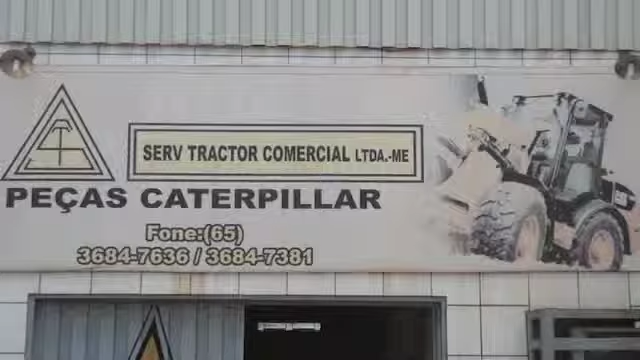 SERV TRACTOR COMERCIAL LTDA.-ME
PEÇAS CATERPILLAR
Fone:(65)
3684-7636 / 3684-7381